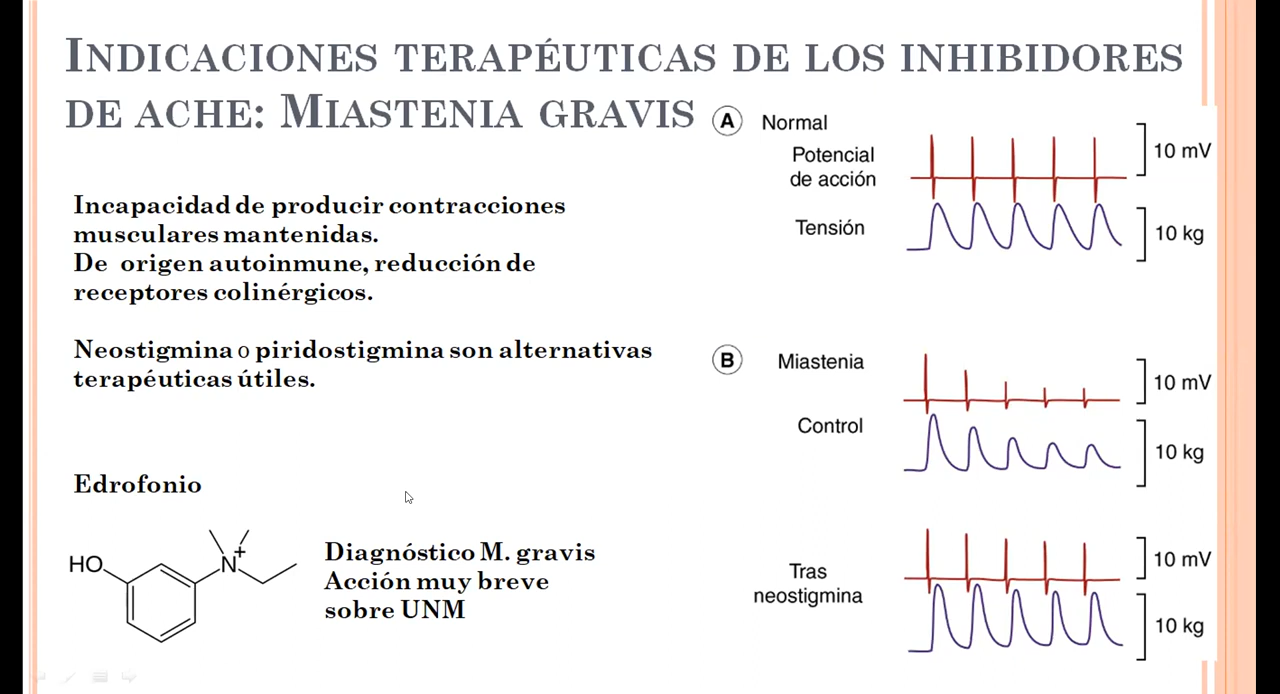 INDICACIONES TERAPÉUTICAS DE LOS INHIBIDORES
DE ACHE: MIASTENIA GRAVIS
Incapacidad de producir contracciones
musculares mantenidas.
De origen autoinmune, reducción de
receptores colinérgicos.
Neostigmina o piridostigmina son alternativas
terapéuticas útiles.
Edrofonio
HO
N
+
Diagnóstico M. gravis
Acción muy breve
sobre UNM
A Normal
Potencial
de acción
10 mV
Tensión
10 kg
B Miastenia
10 mV
Control
10 kg
Tras
neostigmina
10 mV
10 kg